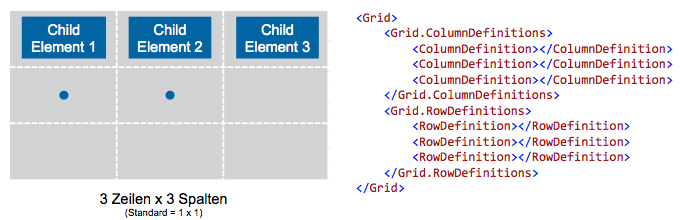 Child
Element 1
Child
Element 2
Child
Element 3
3 Zeilen x 3 Spalten
(Standard = 1 x 1)
<Grid>
    <Grid.ColumnDefinitions>
        <ColumnDefinition></ColumnDefinition>
        <ColumnDefinition></ColumnDefinition>
        <ColumnDefinition></ColumnDefinition>
    </Grid.ColumnDefinitions>
    <Grid.RowDefinitions>
        <RowDefinition></RowDefinition>
        <RowDefinition></RowDefinition>
        <RowDefinition></RowDefinition>
    </Grid.RowDefinitions>
</Grid>